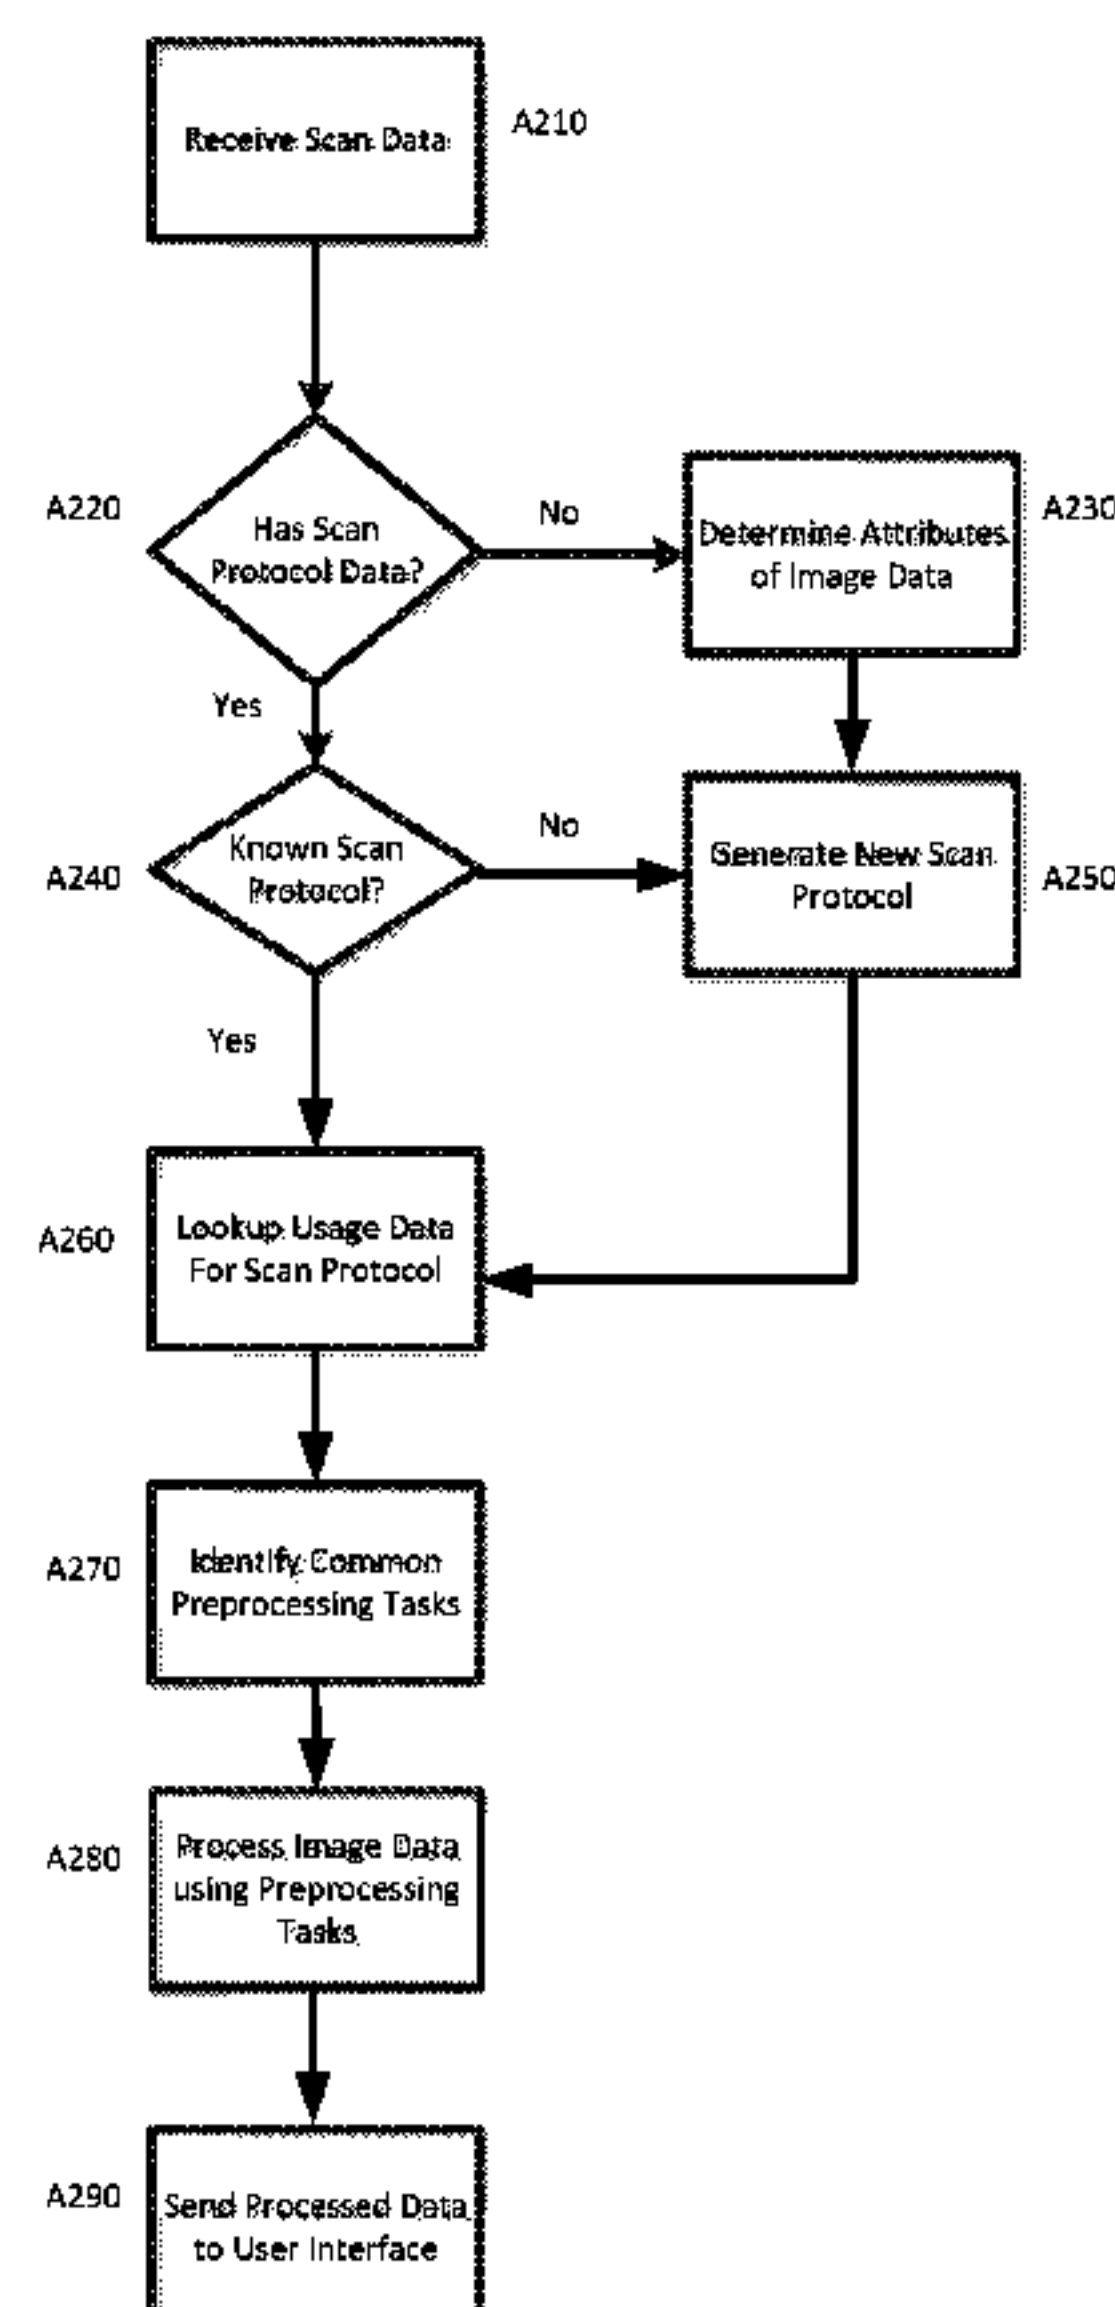 Receive Scan Data
A210
A220
Has Scan
Protocol Data?
No
Determine Attributes
of Image Data
A230
Yes
A240
Known Scan
Protocol?
No
Generate New Scan
Protocol
A250
Yes
A260
Lookup Usage Data
For Scan Protocol
A270
Identify Common
Preprocessing Tasks
A280
Process Image Data
using Preprocessing
Tasks
A290
Send Processed Data
to User Interface